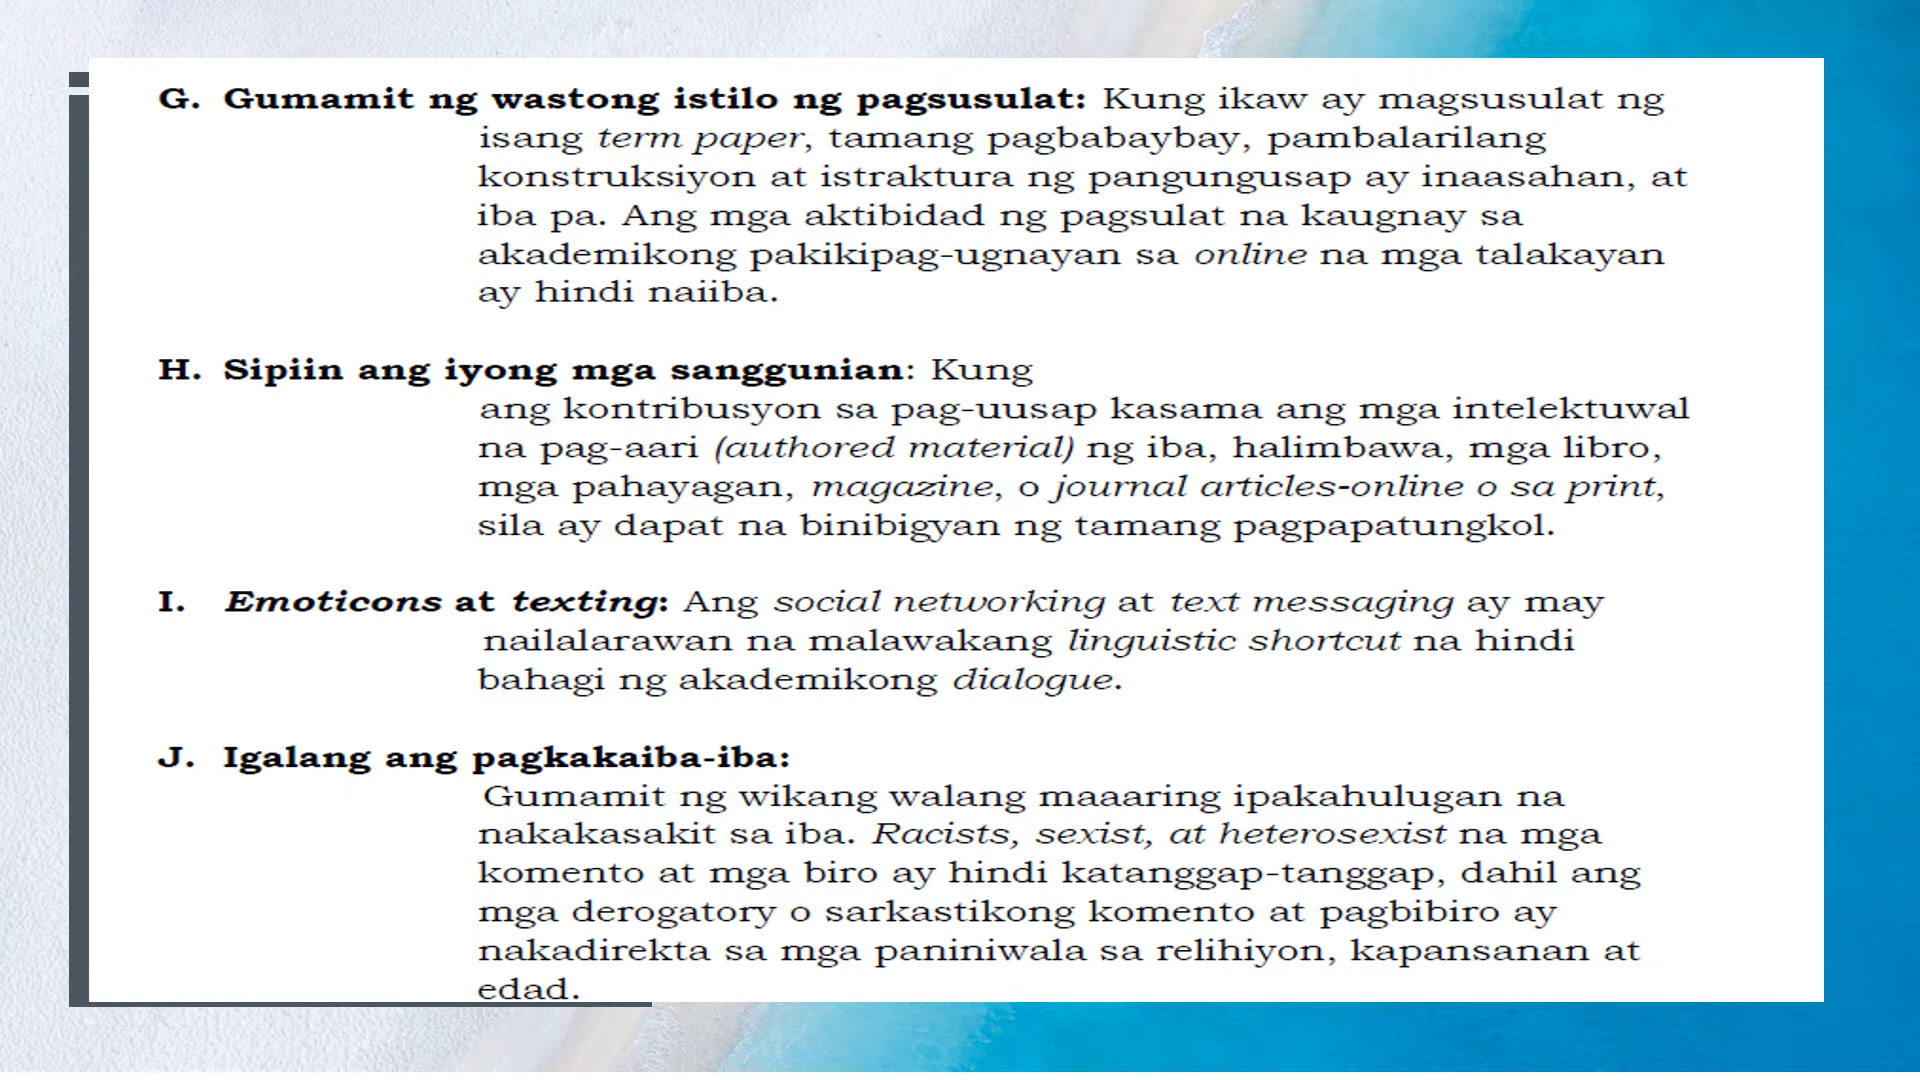 G. Gumamit ng wastong istilo ng pagsusulat: Kung ikaw ay magsusulat ng
isang term paper, tamang pagbabaybay, pambalarilang
konstruksiyon at istraktura ng pangungusap ay inaasahan, at
iba pa. Ang mga aktibidad ng pagsulat na kaugnay sa
akademikong pakikipag-ugnayan sa online na mga talakayan
ay hindi naiiba.
H. Sipiin ang iyong mga sanggunian: Kung
ang kontribusyon sa pag-uusap kasama ang mga intelektuwal
na pag-aari (authored material) ng iba, halimbawa, mga libro,
mga pahayagan, magazine, o journal articles-online o sa print,
sila ay dapat na binibigyan ng tamang pagpapatungkol.
I. Emoticons at texting: Ang social networking at text messaging ay may
nailalarawan na malawakang linguistic shortcut na hindi
bahagi ng akademikong dialogue.
J. Igalang ang pagkakaiba-iba:
Gumamit ng wikang walang maaaring ipakahulugan na
nakakasakit sa iba. Racists, sexist, at heterosexist na mga
komento at mga biro ay hindi katanggap-tanggap, dahil ang
mga derogatory o sarkastikong komento at pagbibiro ay
nakadirekta sa mga paniniwala sa relihiyon, kapansanan at
edad.